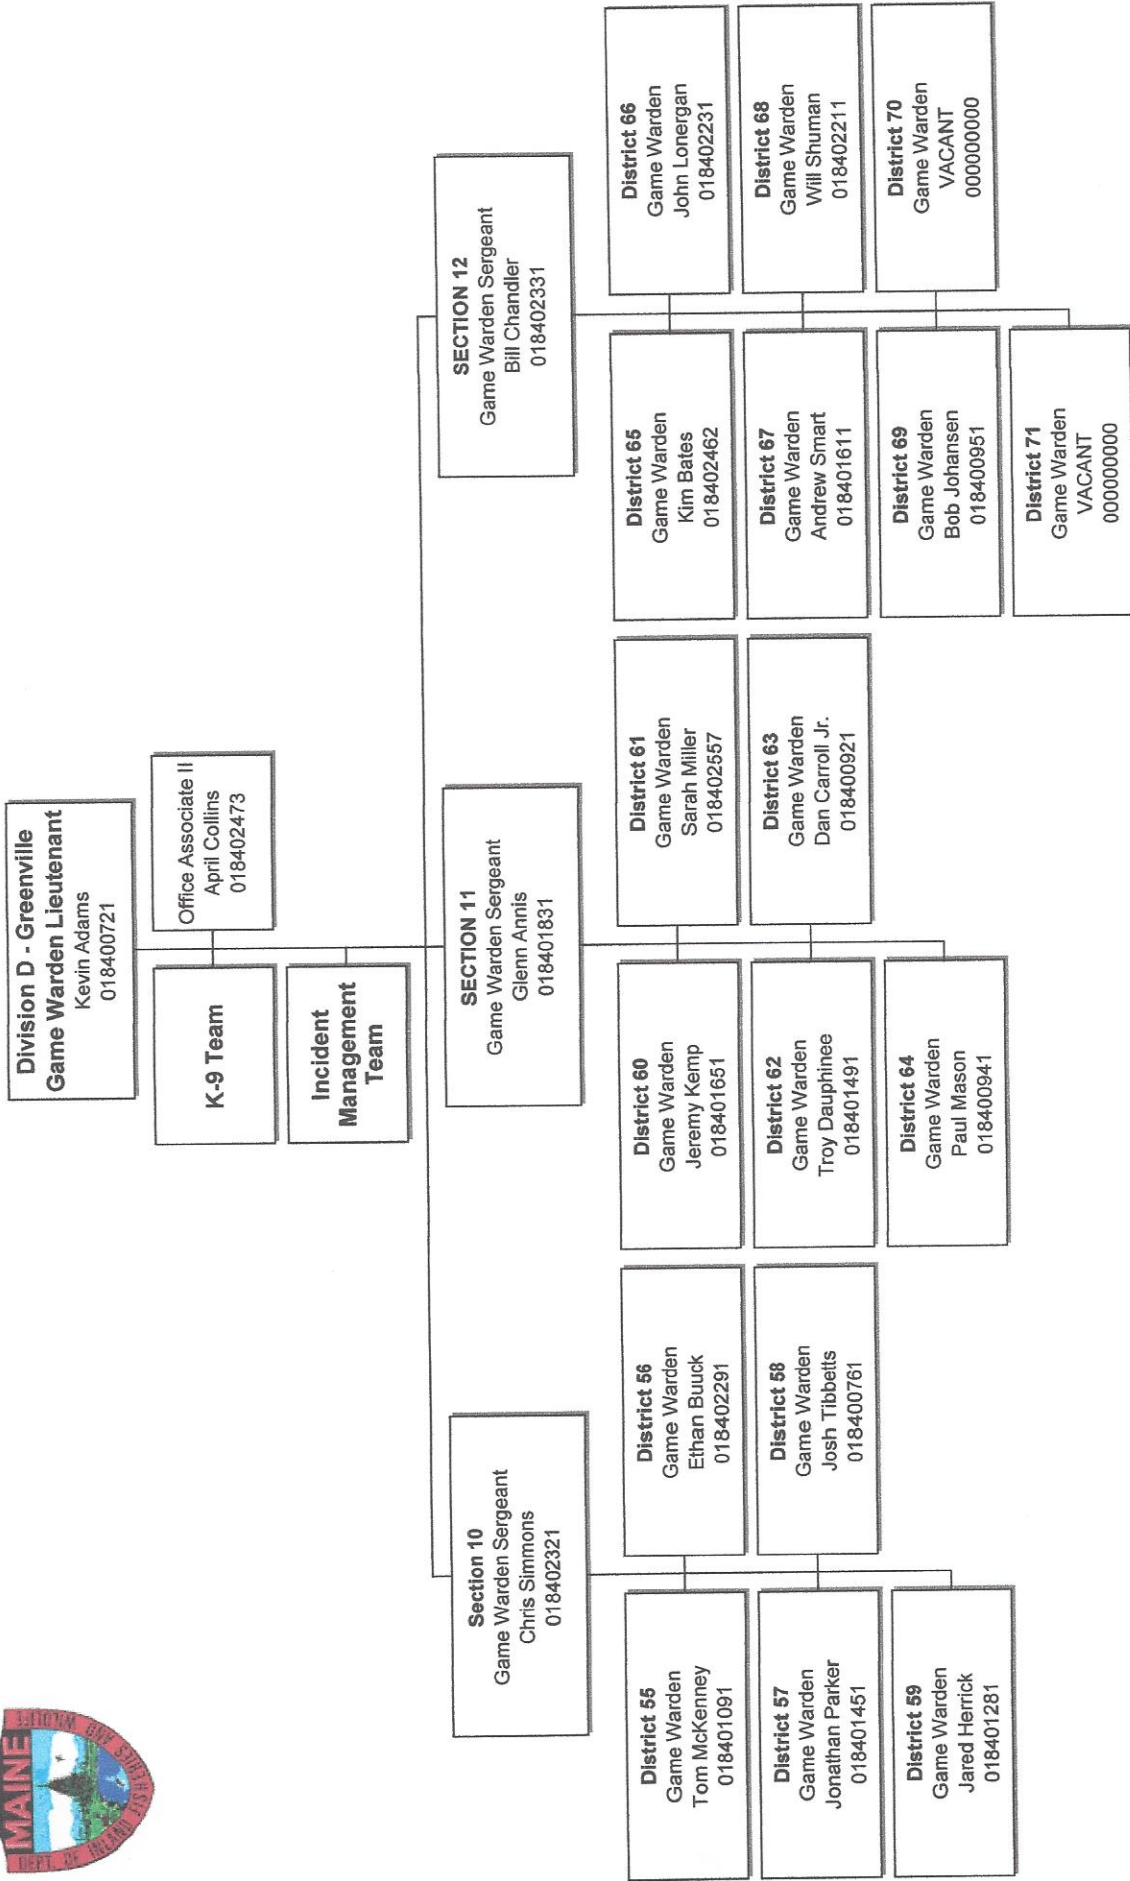 MAINE
DEPT. OF INLAND FISHERIES AND WILDLIFE
Division D - Greenville
Game Warden Lieutenant
Kevin Adams
018400721
K-9 Team
Office Associate II
April Collins
018402473
Incident
Management
Team
Section 10
Game Warden Sergeant
Chris Simmons
018402321
District 55
Game Warden
Tom McKenney
018401091
District 56
Game Warden
Ethan Buuck
018402291
District 57
Game Warden
Jonathan Parker
018401451
District 58
Game Warden
Josh Tibbetts
018400761
District 59
Game Warden
Jared Herrick
018401281
SECTION 11
Game Warden Sergeant
Glenn Annis
018401831
District 60
Game Warden
Jeremy Kemp
018401651
District 61
Game Warden
Sarah Miller
018402557
District 62
Game Warden
Troy Dauphinee
018401491
District 63
Game Warden
Dan Carroll Jr.
018400921
District 64
Game Warden
Paul Mason
018400941
SECTION 12
Game Warden Sergeant
Bill Chandler
018402331
District 65
Game Warden
Kim Bates
018402462
District 66
Game Warden
John Lonergan
018402231
District 67
Game Warden
Andrew Smart
018401611
District 68
Game Warden
Will Shuman
018402211
District 69
Game Warden
Bob Johansen
018400951
District 70
Game Warden
VACANT
000000000
District 71
Game Warden
VACANT
000000000